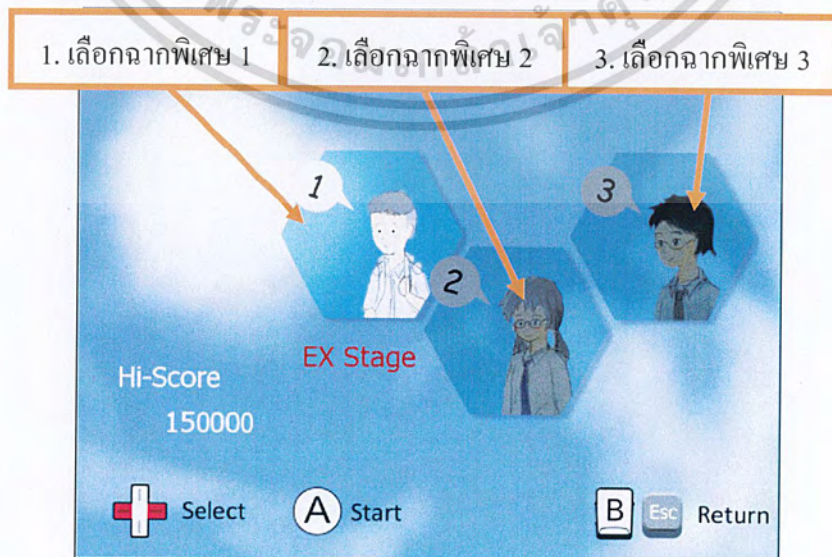 1. เลือกฉากพิเศษ 1
2. เลือกฉากพิเศษ 2
3. เลือกฉากพิเศษ 3
1
2
3
EX Stage
Hi-Score
150000
Select
A Start
B Esc Return